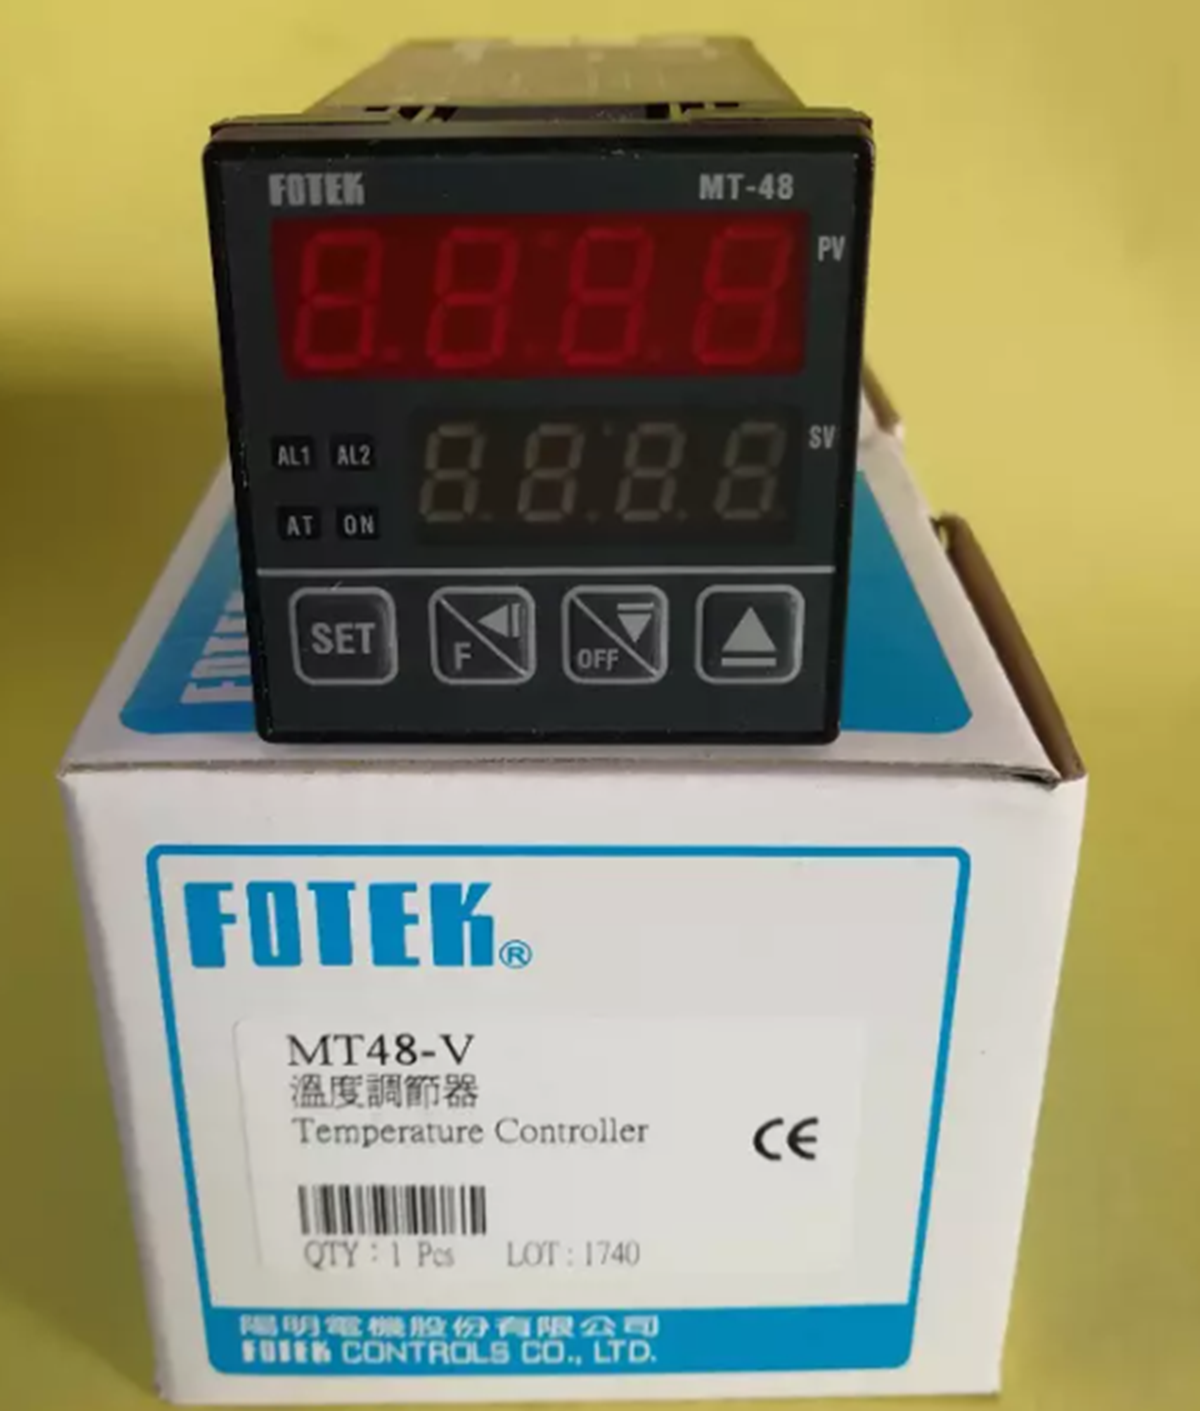 FOTEK MT-48
PV
SV
AL1 AL2
AT ON
SET F OFF
FOTEK
FOTEK®
MT48-V
溫度調節器
Temperature Controller
CE
QTY : 1 Pcs LOT : 1740
陽明電機股份有限公司
FOTEK CONTROLS CO., LTD.